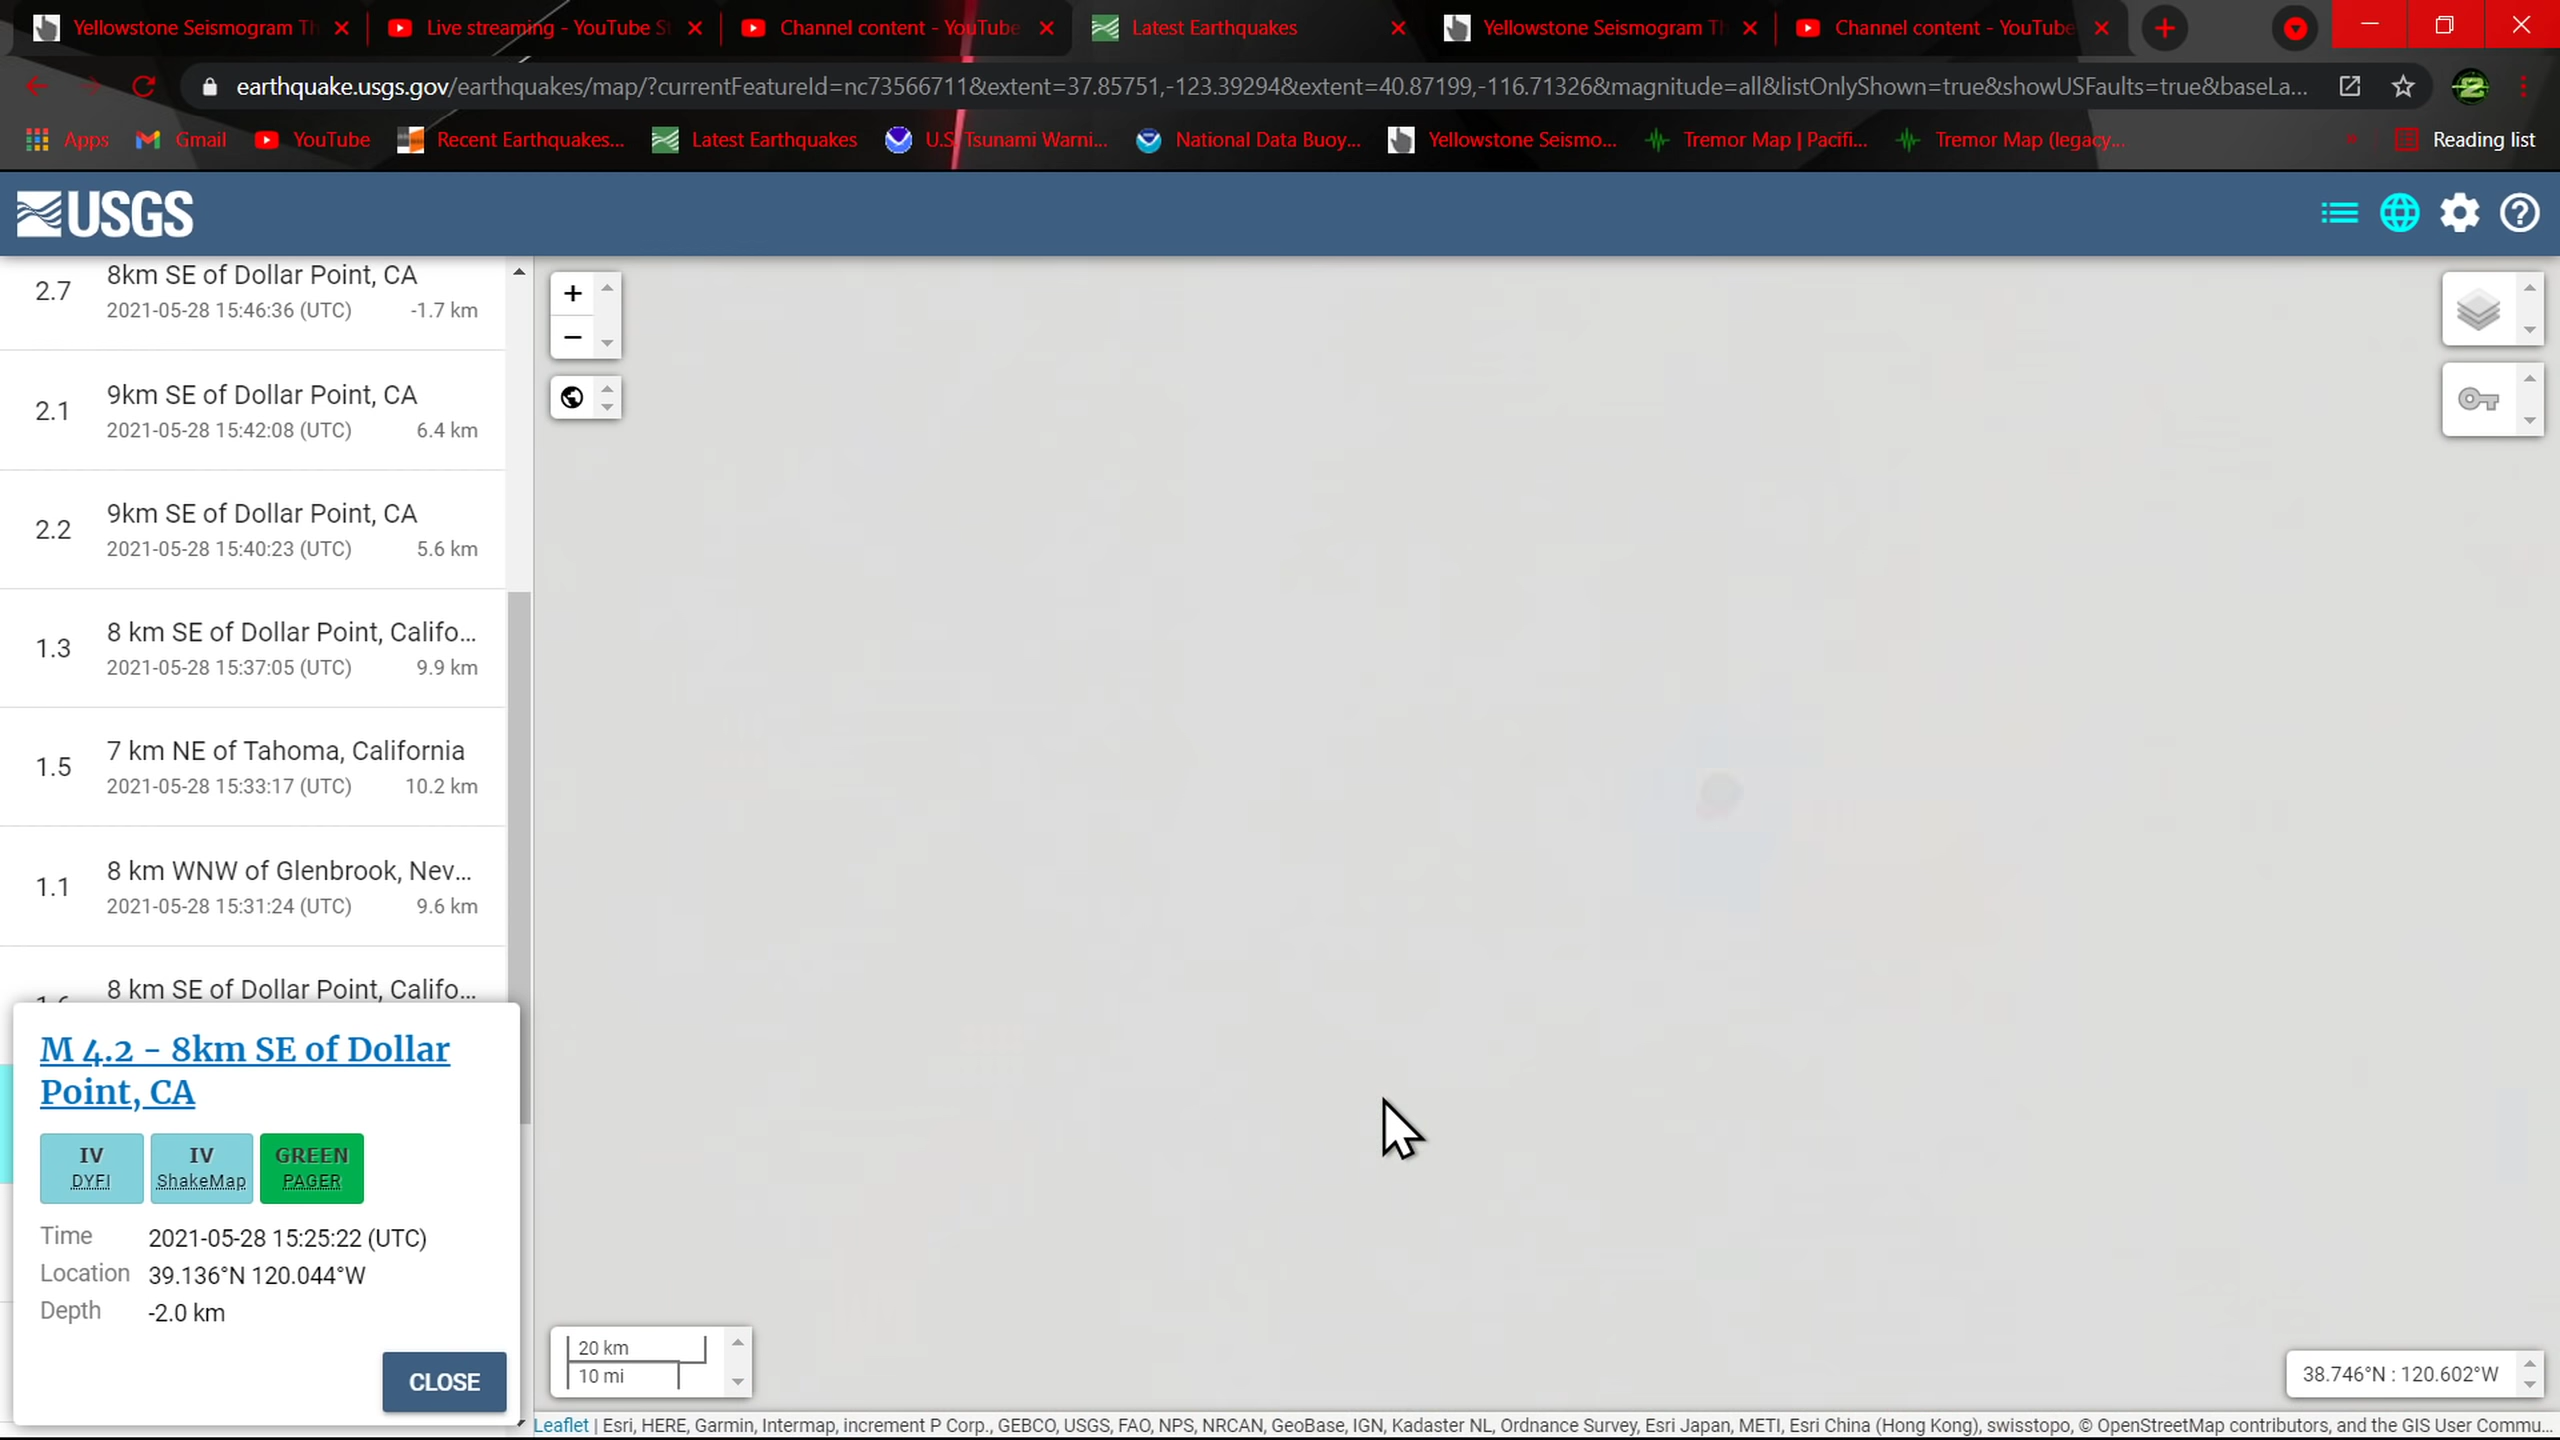 Yellowstone Seismogram Th
Live streaming - YouTube St
Channel content - YouTube
Latest Earthquakes
Yellowstone Seismogram Th
Channel content - YouTube
earthquake.usgs.gov/earthquakes/map/?currentFeatureId=nc73566711&extent=37.85751,-123.39294&extent=40.87199,-116.71326&magnitude=all&listOnlyShown=true&showUSFaults=true&baseLa...
Apps
Gmail
YouTube
Recent Earthquakes...
Latest Earthquakes
U.S. Tsunami Warni...
National Data Buoy...
Yellowstone Seismo...
Tremor Map | Pacifi...
Tremor Map (legacy...
Reading list
USGS
2.7
8km SE of Dollar Point, CA
2021-05-28 15:46:36 (UTC) -1.7 km
2.1
9km SE of Dollar Point, CA
2021-05-28 15:42:08 (UTC) 6.4 km
2.2
9km SE of Dollar Point, CA
2021-05-28 15:40:23 (UTC) 5.6 km
1.3
8 km SE of Dollar Point, Califo...
2021-05-28 15:37:05 (UTC) 9.9 km
1.5
7 km NE of Tahoma, California
2021-05-28 15:33:17 (UTC) 10.2 km
1.1
8 km WNW of Glenbrook, Nev...
2021-05-28 15:31:24 (UTC) 9.6 km
8 km SE of Dollar Point, Califo...
M 4.2 - 8km SE of Dollar
Point, CA
IV
DYFI
IV
ShakeMap
GREEN
PAGER
Time 2021-05-28 15:25:22 (UTC)
Location 39.136°N 120.044°W
Depth -2.0 km
CLOSE
20 km
10 mi
38.746°N : 120.602°W
Leaflet | Esri, HERE, Garmin, Intermap, increment P Corp., GEBCO, USGS, FAO, NPS, NRCAN, GeoBase, IGN, Kadaster NL, Ordnance Survey, Esri Japan, METI, Esri China (Hong Kong), swisstopo, © OpenStreetMap contributors, and the GIS User Commu...